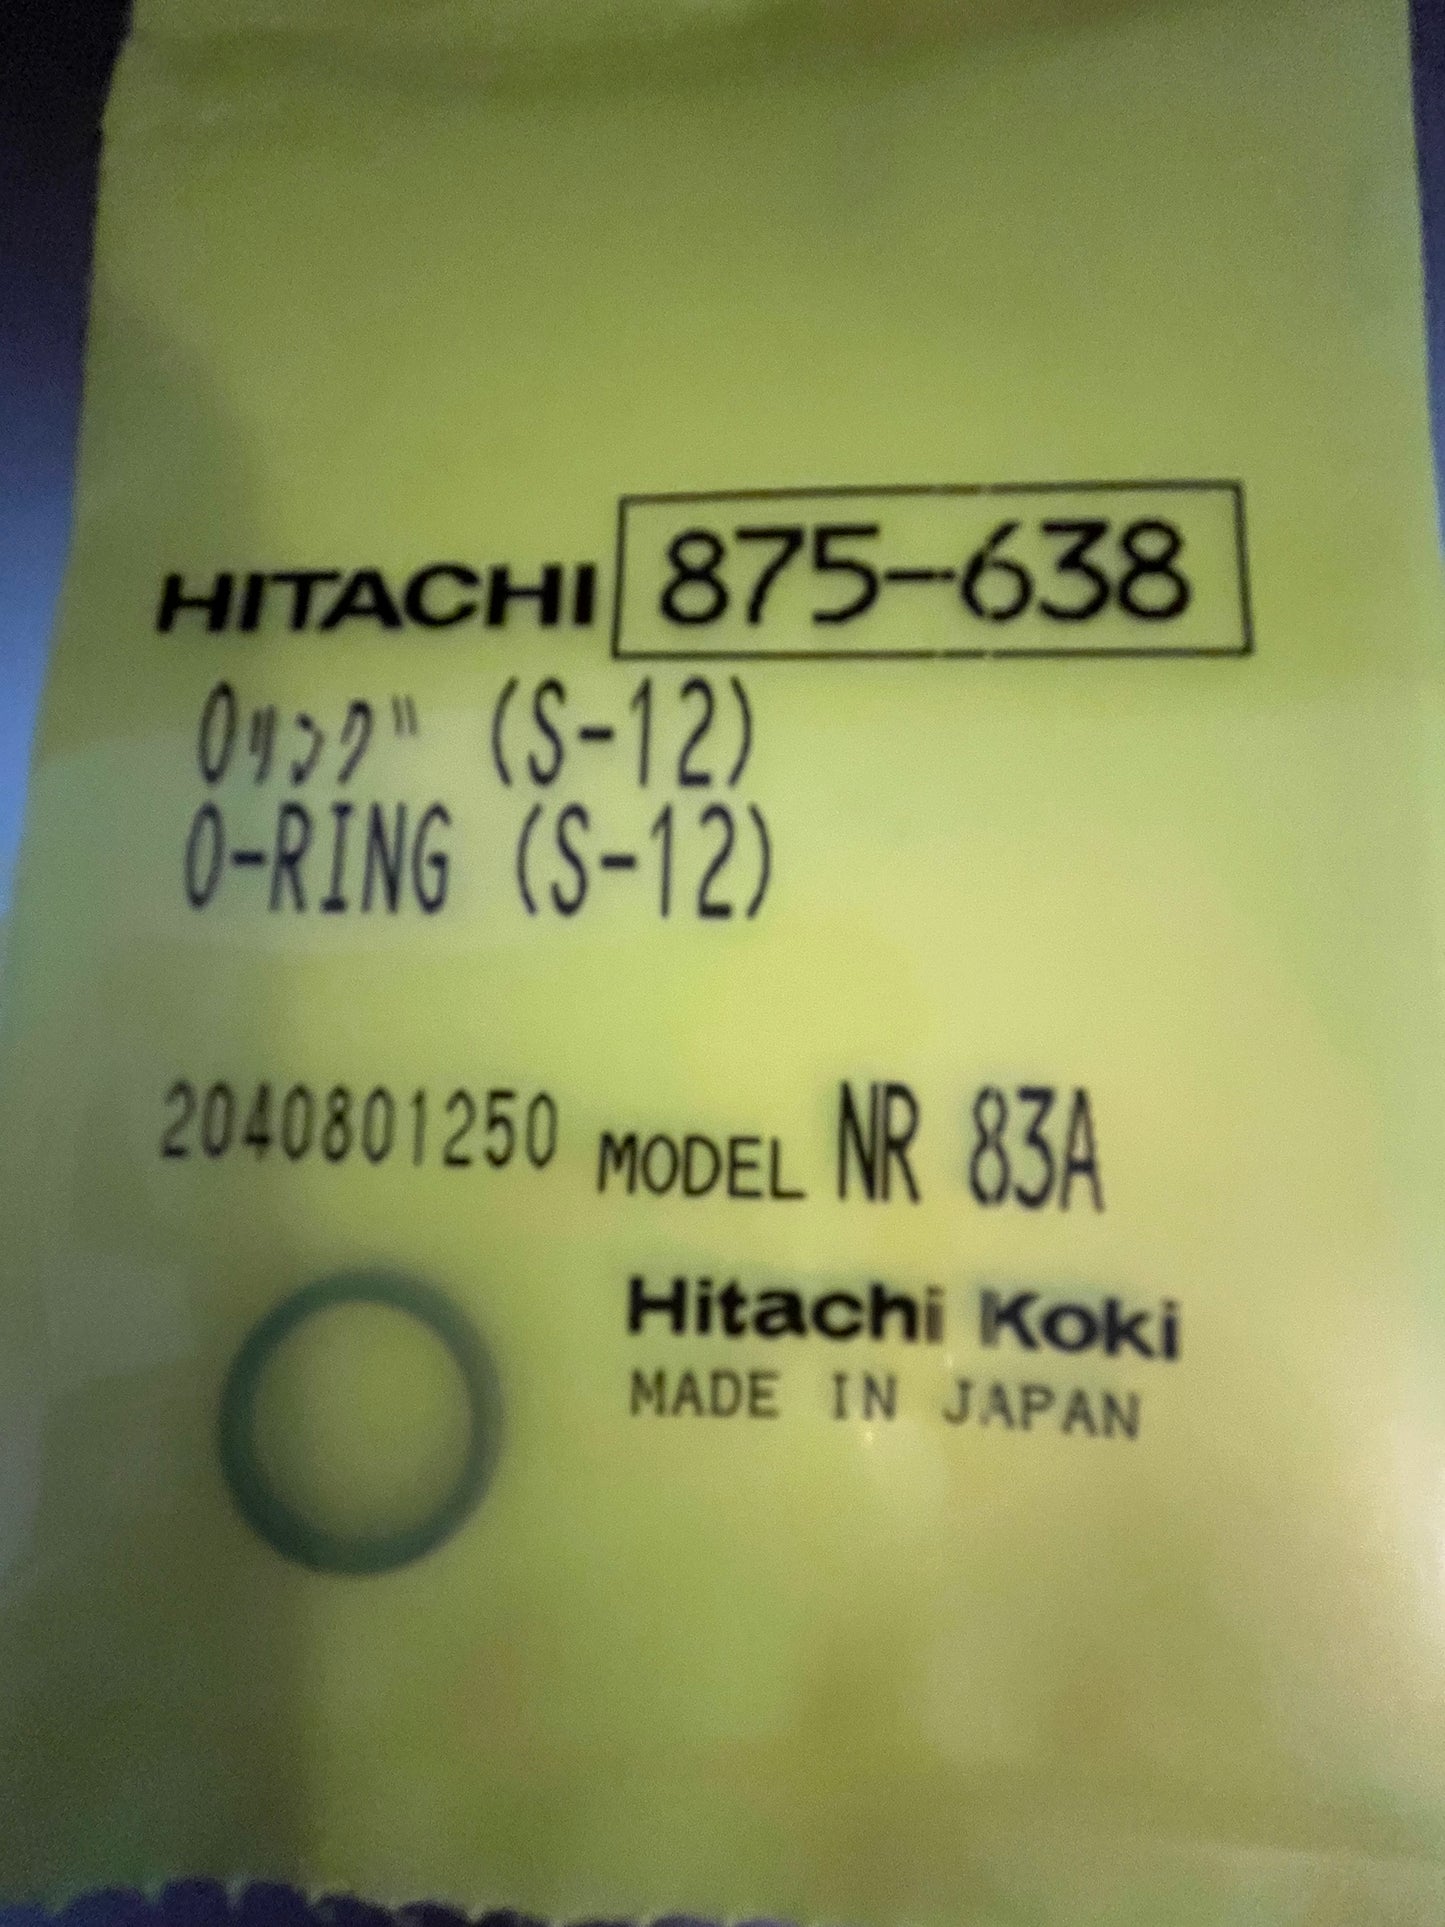 HITACHI 875-638
Oリング (S-12)
O-RING (S-12)
2040801250 MODEL NR 83A
Hitachi Koki
MADE IN JAPAN